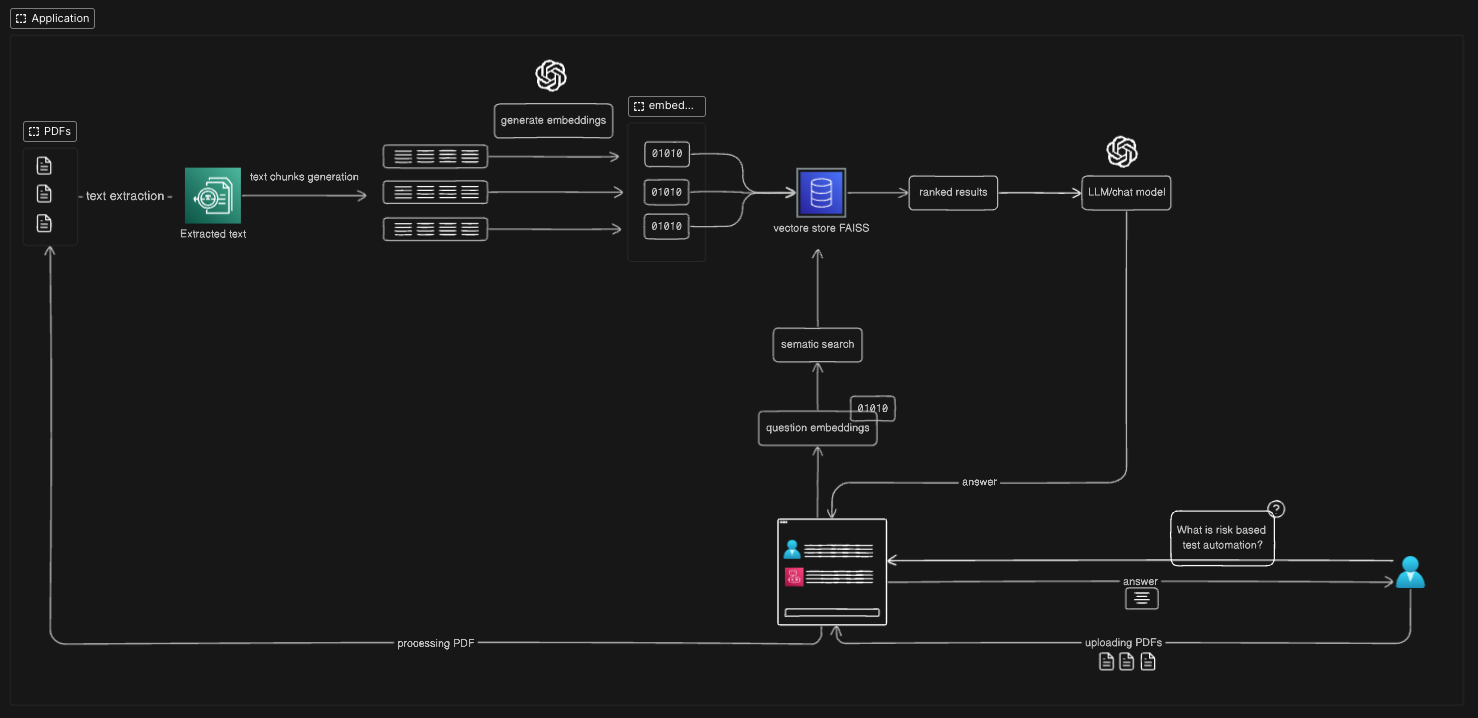 Application
generate embeddings
embed...
PDFs
01010
01010
01010
text extraction
text chunks generation
Extracted text
vectore store FAISS
ranked results
LLM/chat model
sematic search
01010
question embeddings
answer
?
What is risk based
test automation?
answer
processing PDF
uploading PDFs